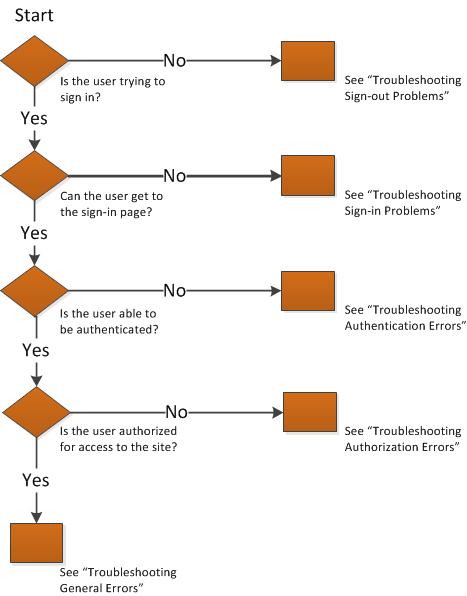 Start
No
Is the user trying to
sign in?
See “Troubleshooting
Sign-out Problems”
Yes
No
Can the user get to
the sign-in page?
See “Troubleshooting
Sign-in Problems”
Yes
No
Is the user able to
be authenticated?
See “Troubleshooting
Authentication Errors”
Yes
No
Is the user authorized
for access to the site?
See “Troubleshooting
Authorization Errors”
Yes
See “Troubleshooting
General Errors”